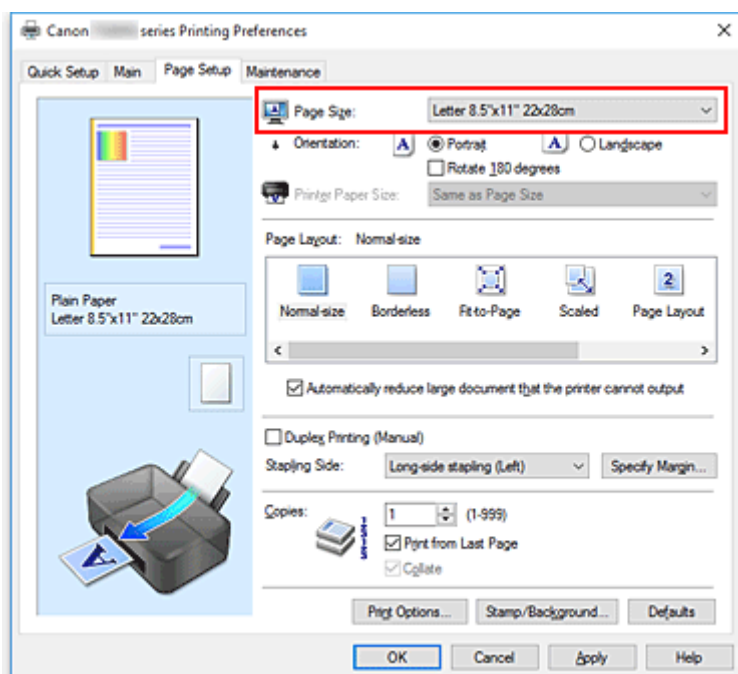 Canon series Printing Preferences
Quick Setup Main Page Setup Maintenance
Page Size: Letter 8.5"x11" 22x28cm
Orientation: A Portrait A Landscape
Rotate 180 degrees
Printer Paper Size: Same as Page Size
Page Layout: Normal-size
2
Normal-size Borderless Fit-to-Page Scaled Page Layout
Automatically reduce large document that the printer cannot output
Plain Paper
Letter 8.5"x11" 22x28cm
Duplex Printing (Manual)
Stapling Side: Long-side stapling (Left) Specify Margin...
Copies: 1 (1-999)
Print from Last Page
Collate
A
Print Options... Stamp/Background... Defaults
OK Cancel Apply Help